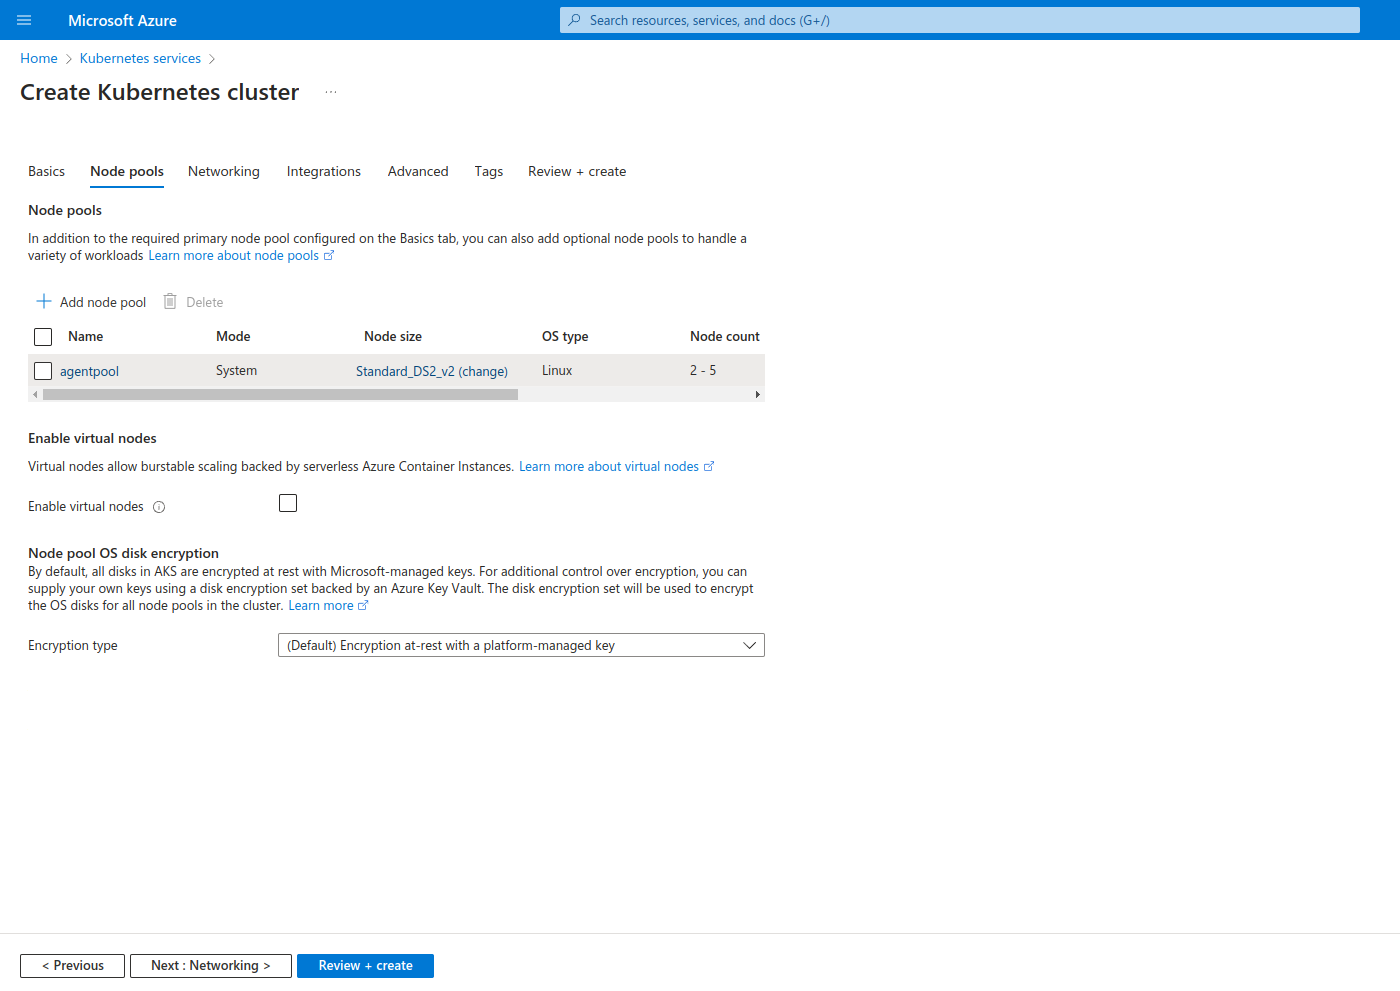 Microsoft Azure
Search resources, services, and docs (G+/)
Home > Kubernetes services >
Create Kubernetes cluster ...
Basics Node pools Networking Integrations Advanced Tags Review + create
Node pools
In addition to the required primary node pool configured on the Basics tab, you can also add optional node pools to handle a
variety of workloads Learn more about node pools
Add node pool Delete
Name Mode Node size OS type Node count
agentpool System Standard_DS2_v2 (change) Linux 2 - 5
Enable virtual nodes
Virtual nodes allow burstable scaling backed by serverless Azure Container Instances. Learn more about virtual nodes
Enable virtual nodes
Node pool OS disk encryption
By default, all disks in AKS are encrypted at rest with Microsoft-managed keys. For additional control over encryption, you can
supply your own keys using a disk encryption set backed by an Azure Key Vault. The disk encryption set will be used to encrypt
the OS disks for all node pools in the cluster. Learn more
Encryption type (Default) Encryption at-rest with a platform-managed key
< Previous Next : Networking > Review + create